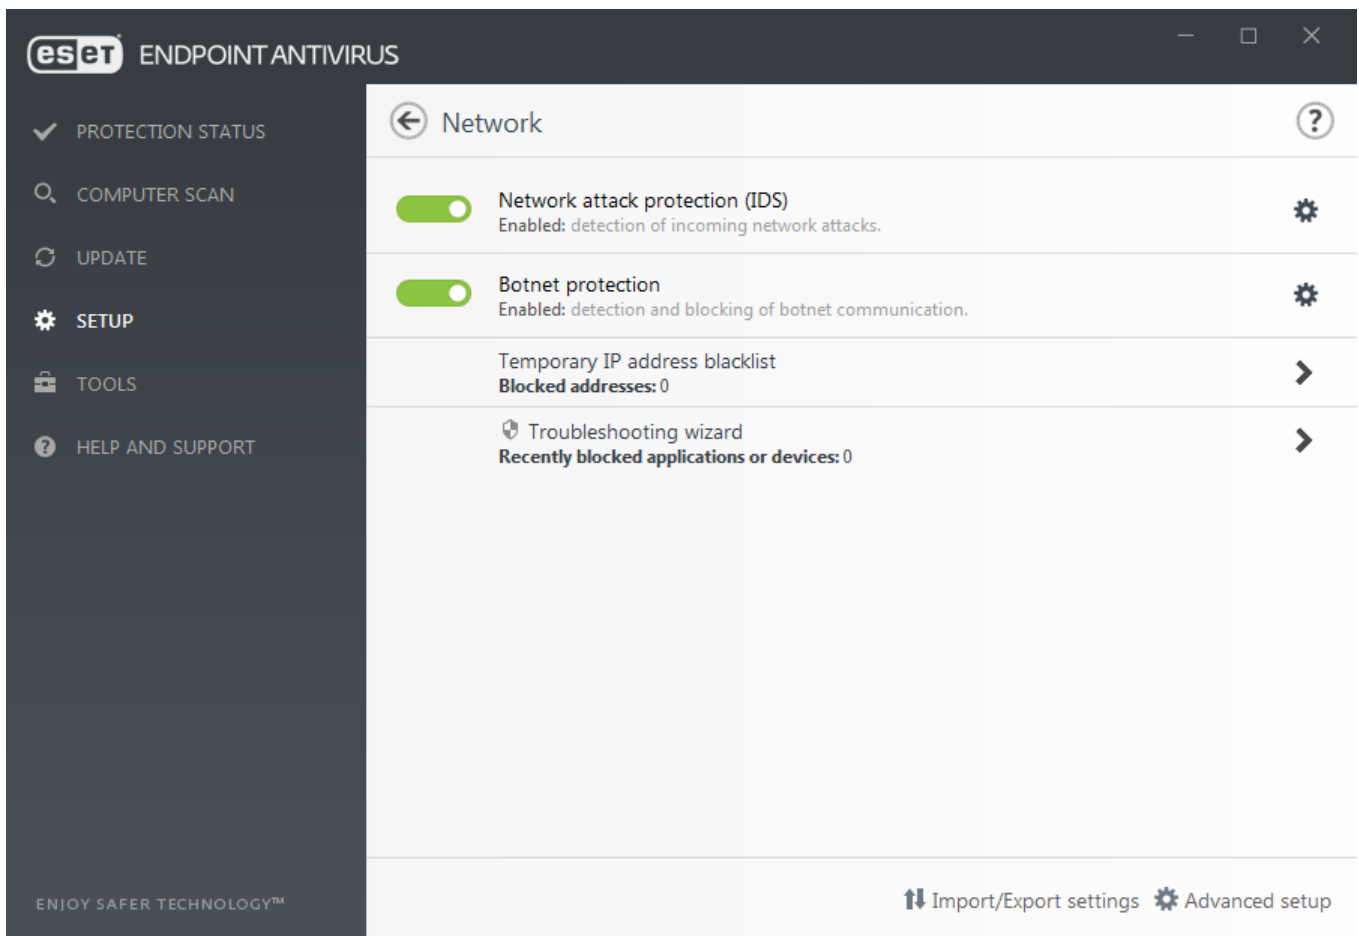 eset ENDPOINT ANTIVIRUS
PROTECTION STATUS
COMPUTER SCAN
UPDATE
SETUP
TOOLS
HELP AND SUPPORT
ENJOY SAFER TECHNOLOGY™
Network
?
Network attack protection (IDS)
Enabled: detection of incoming network attacks.
Botnet protection
Enabled: detection and blocking of botnet communication.
Temporary IP address blacklist
Blocked addresses: 0
Troubleshooting wizard
Recently blocked applications or devices: 0
Import/Export settings Advanced setup